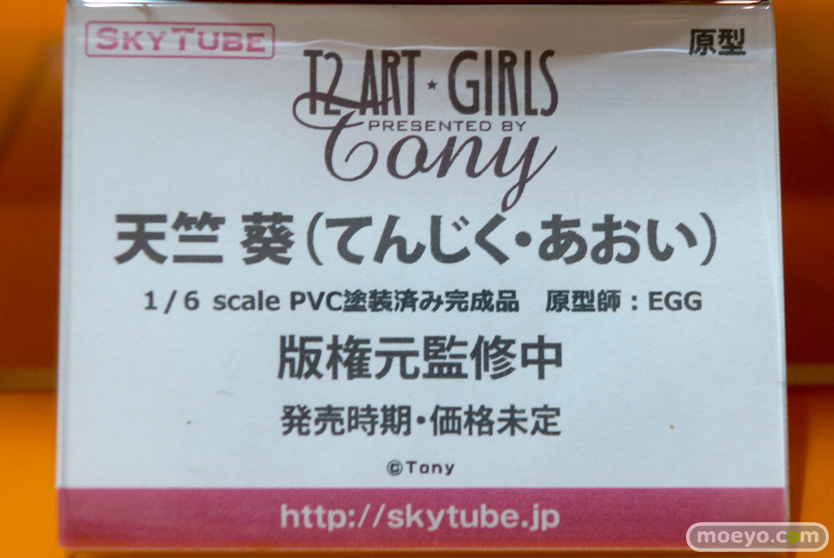 SKYTUBE
原型
T2 ART★GIRLS
PRESENTED BY
Tony
天竺 葵(てんじく・あおい)
1/6 scale PVC塗装済み完成品 原型師:EGG
版権元監修中
発売時期・価格未定
©Tony
http://skytube.jp
moeyo.com